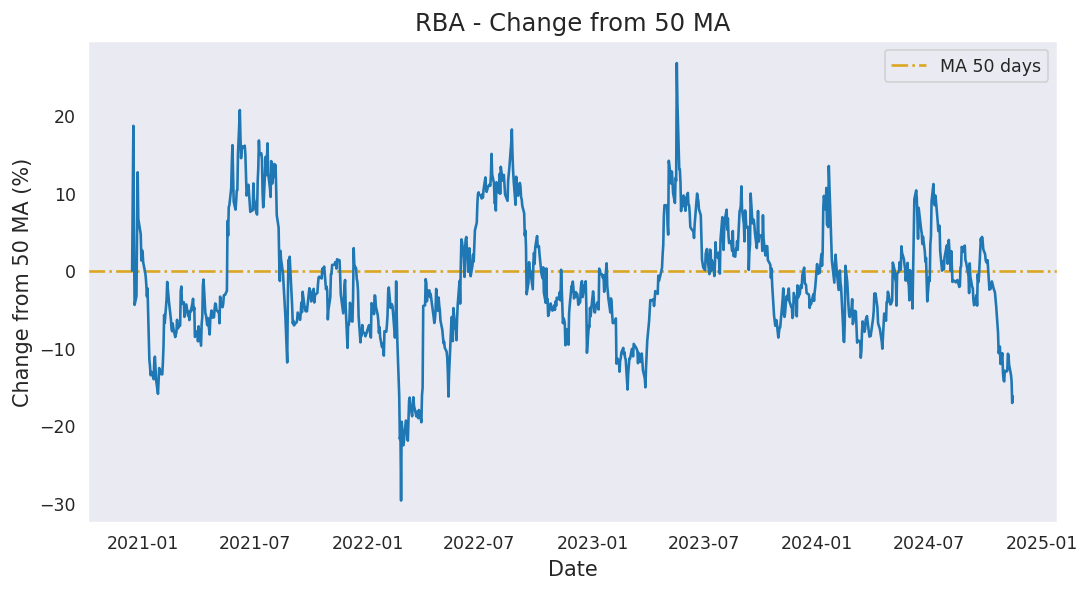 RBA - Change from 50 MA
MA 50 days
Change from 50 MA (%)
20
10
0
−10
−20
−30
2021-01 2021-07 2022-01 2022-07 2023-01 2023-07 2024-01 2024-07 2025-01
Date